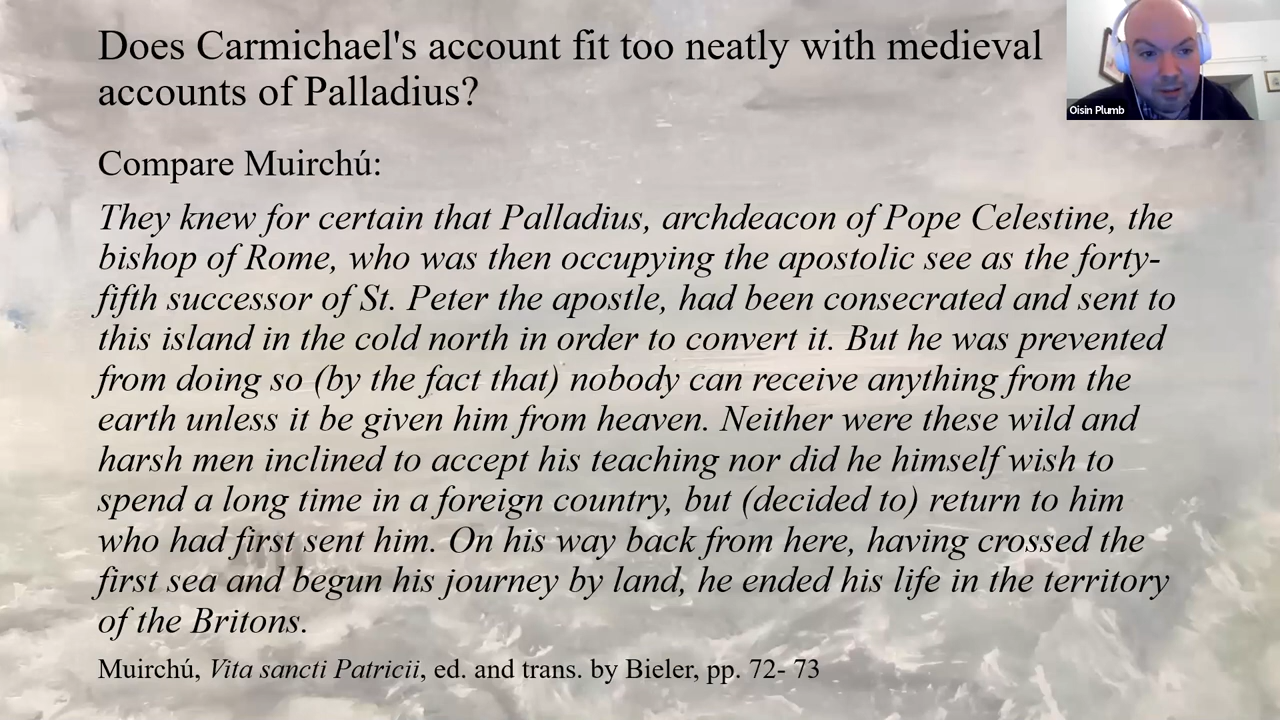 Does Carmichael's account fit too neatly with medieval
accounts of Palladius?
Oisin Plumb
Compare Muirchú:
They knew for certain that Palladius, archdeacon of Pope Celestine, the
bishop of Rome, who was then occupying the apostolic see as the forty-
fifth successor of St. Peter the apostle, had been consecrated and sent to
this island in the cold north in order to convert it. But he was prevented
from doing so (by the fact that) nobody can receive anything from the
earth unless it be given him from heaven. Neither were these wild and
harsh men inclined to accept his teaching nor did he himself wish to
spend a long time in a foreign country, but (decided to) return to him
who had first sent him. On his way back from here, having crossed the
first sea and begun his journey by land, he ended his life in the territory
of the Britons.
Muirchú, Vita sancti Patricii, ed. and trans. by Bieler, pp. 72- 73